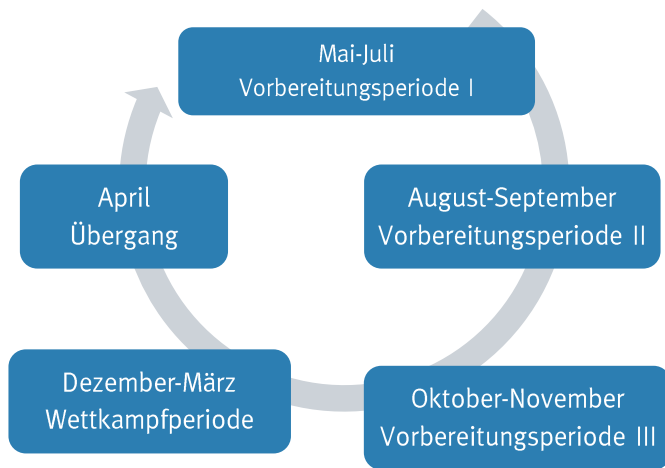 Mai-Juli
Vorbereitungsperiode I
August-September
Vorbereitungsperiode II
Oktober-November
Vorbereitungsperiode III
Dezember-März
Wettkampfperiode
April
Übergang